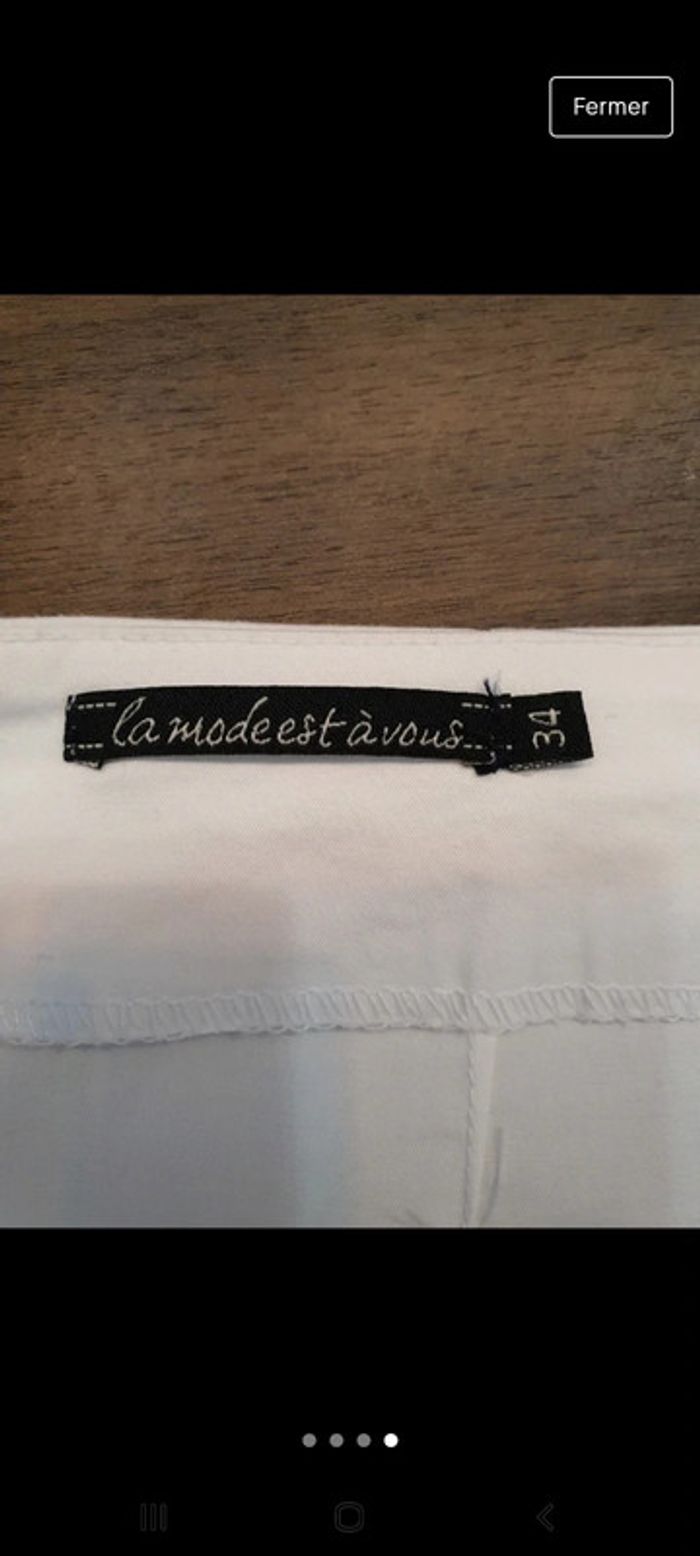 Fermer
la mode est à vous
34